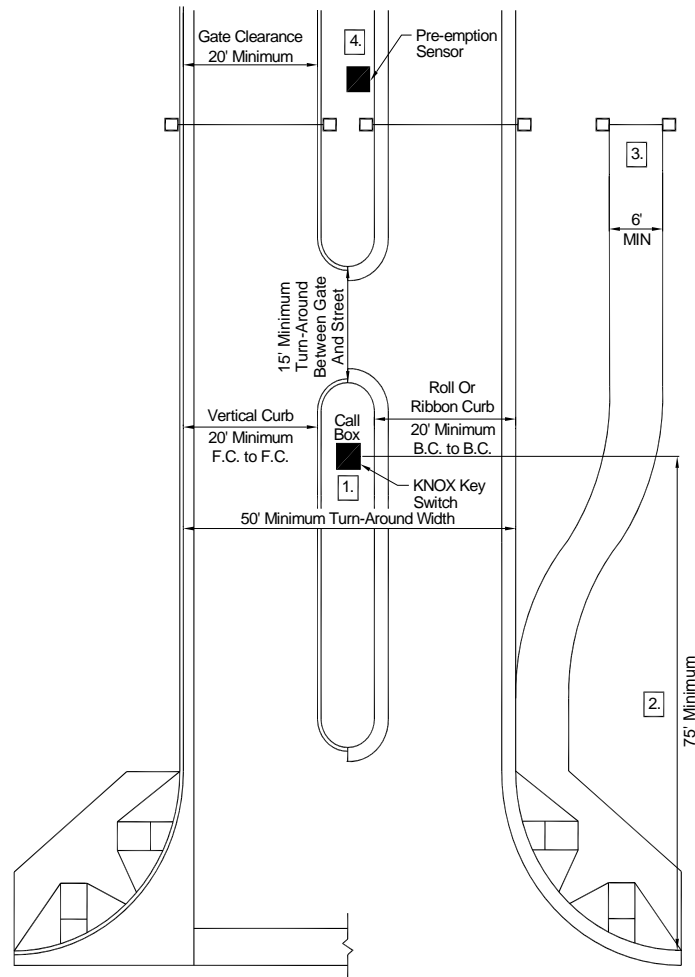 Gate Clearance
20' Minimum
4.
Pre-emption
Sensor
3.
6'
MIN
15' Minimum
Turn-Around
Between Gate
And Street
Vertical Curb
20' Minimum
F.C. to F.C.
Call
Box
Roll Or
Ribbon Curb
20' Minimum
B.C. to B.C.
1.
KNOX Key
Switch
50' Minimum Turn-Around Width
2.
75' Minimum